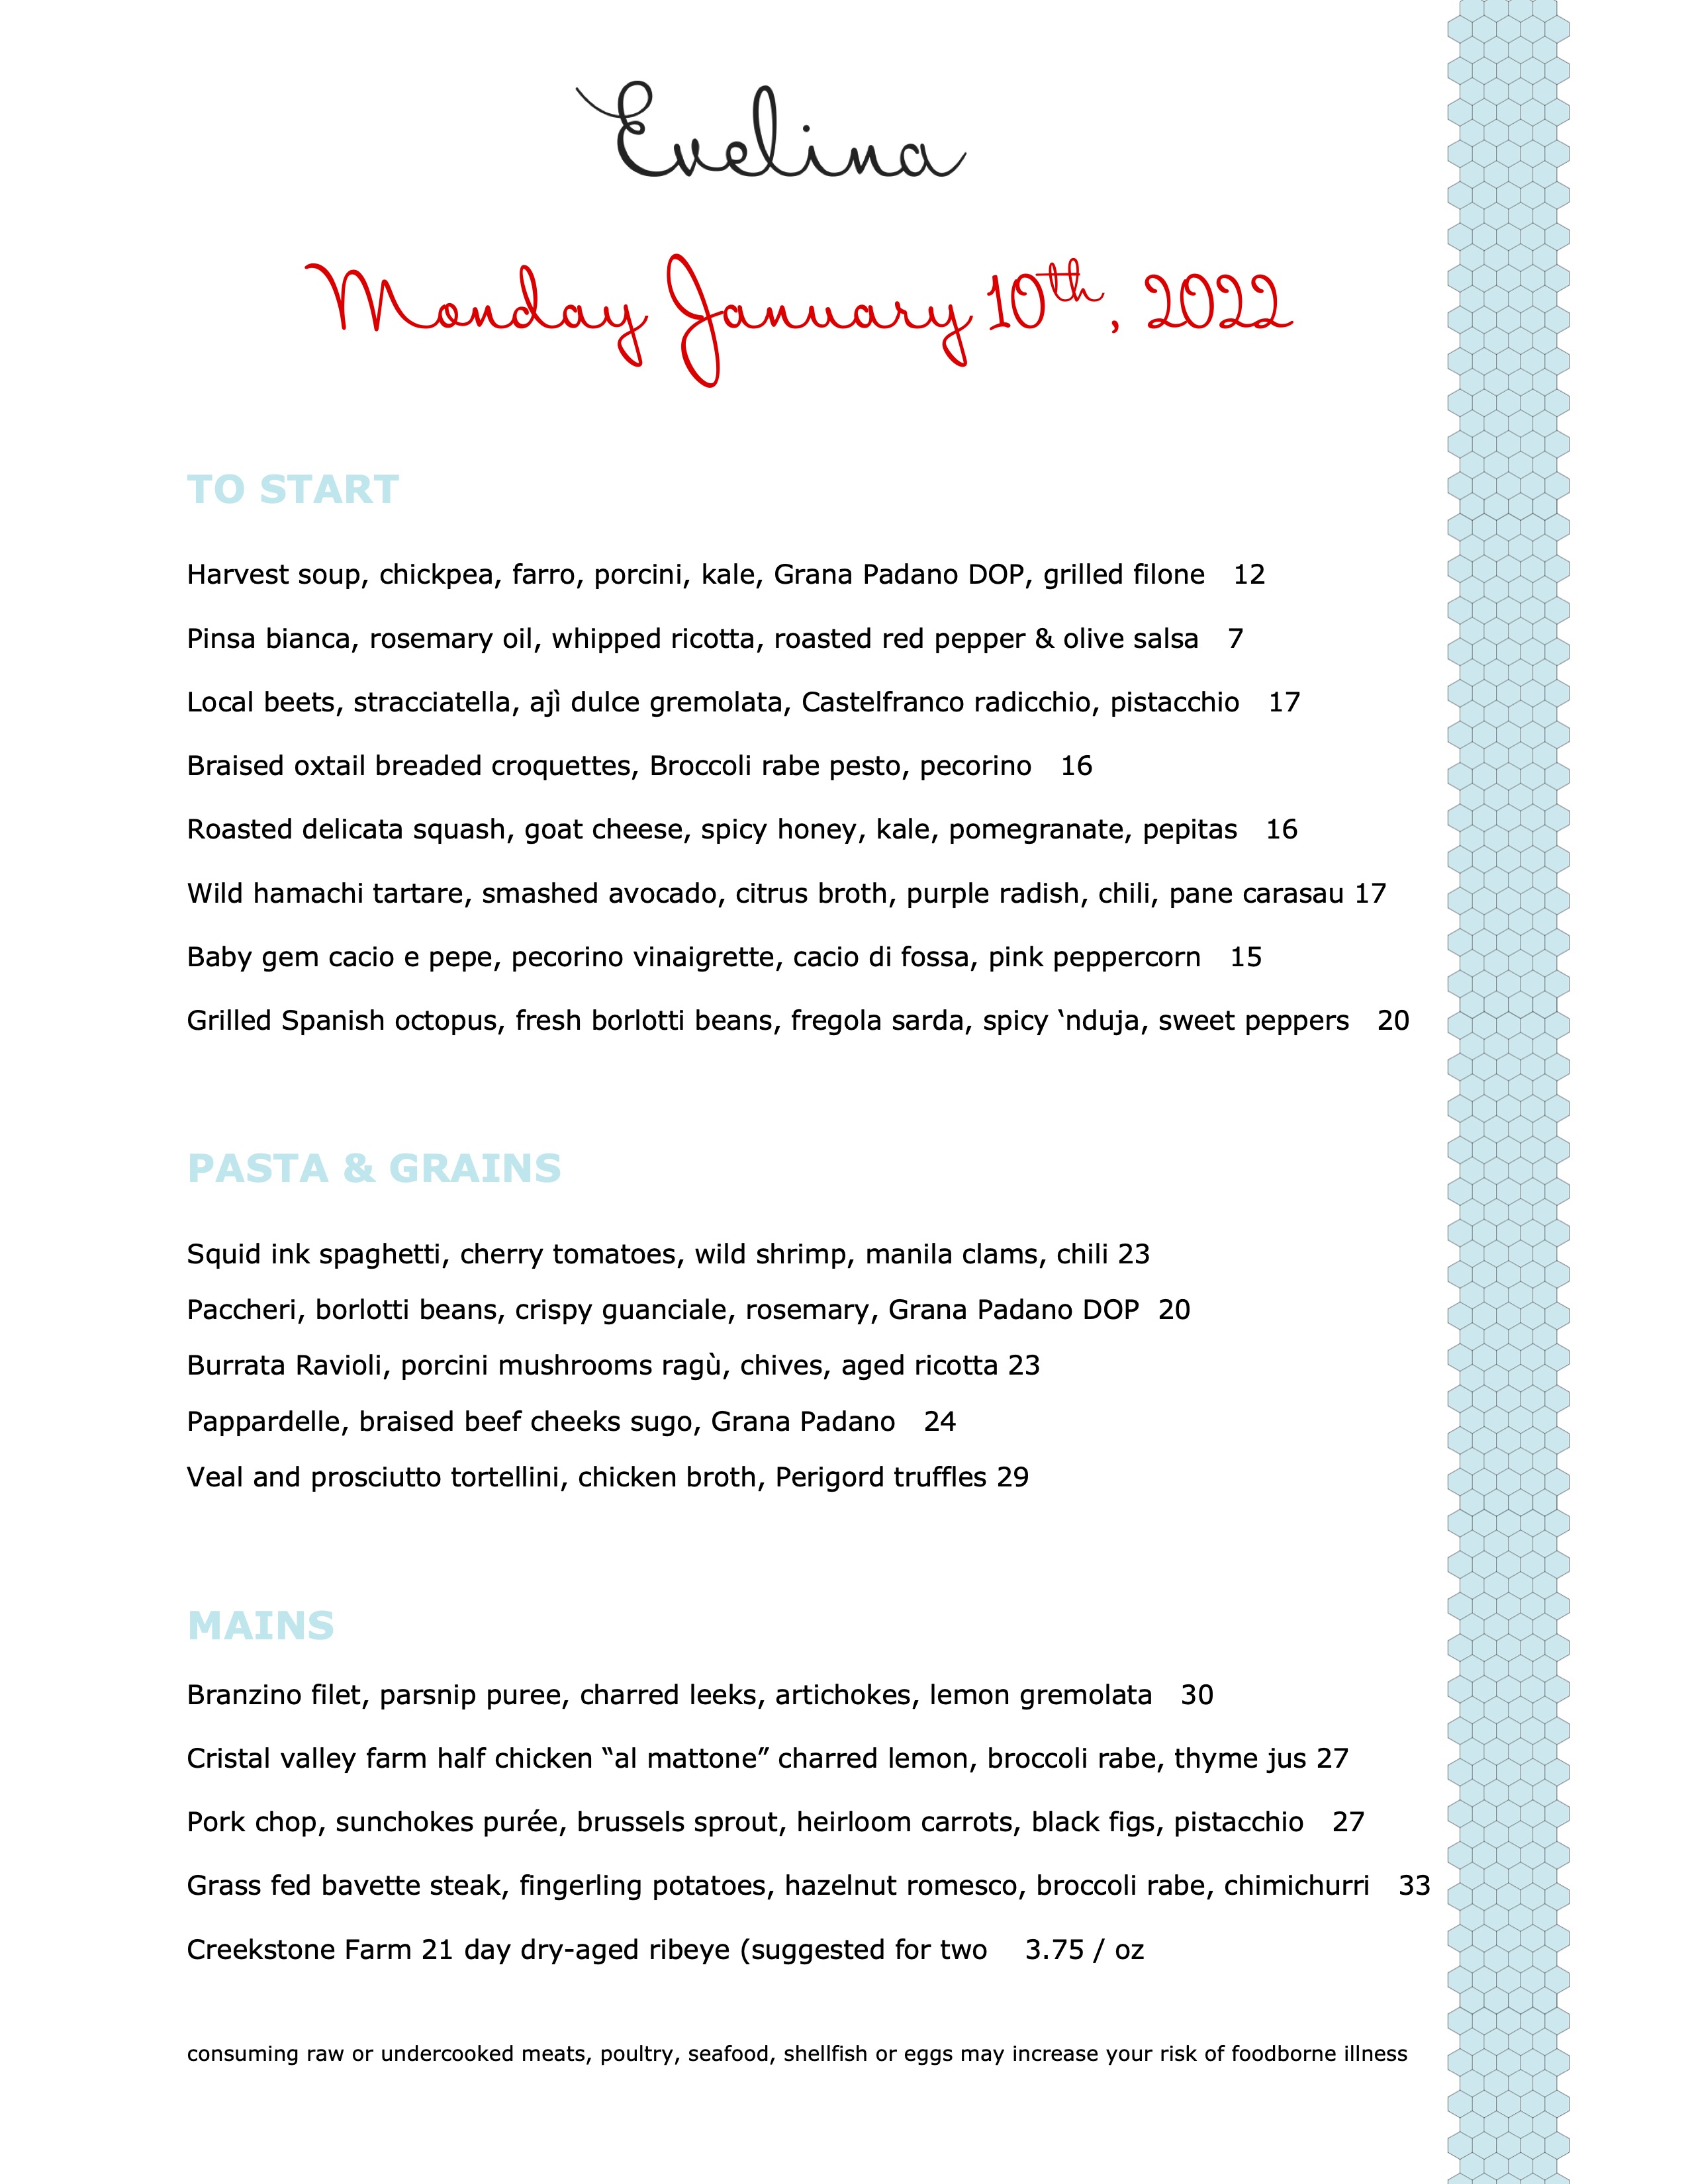 Evelina
Monday January 10th, 2022
TO START
Harvest soup, chickpea, farro, porcini, kale, Grana Padano DOP, grilled filone 12
Pinsa bianca, rosemary oil, whipped ricotta, roasted red pepper & olive salsa 7
Local beets, stracciatella, ajì dulce gremolata, Castelfranco radicchio, pistacchio 17
Braised oxtail breaded croquettes, Broccoli rabe pesto, pecorino 16
Roasted delicata squash, goat cheese, spicy honey, kale, pomegranate, pepitas 16
Wild hamachi tartare, smashed avocado, citrus broth, purple radish, chili, pane carasau 17
Baby gem cacio e pepe, pecorino vinaigrette, cacio di fossa, pink peppercorn 15
Grilled Spanish octopus, fresh borlotti beans, fregola sarda, spicy ‘nduja, sweet peppers 20
PASTA & GRAINS
Squid ink spaghetti, cherry tomatoes, wild shrimp, manila clams, chili 23
Paccheri, borlotti beans, crispy guanciale, rosemary, Grana Padano DOP 20
Burrata Ravioli, porcini mushrooms ragù, chives, aged ricotta 23
Pappardelle, braised beef cheeks sugo, Grana Padano 24
Veal and prosciutto tortellini, chicken broth, Perigord truffles 29
MAINS
Branzino filet, parsnip puree, charred leeks, artichokes, lemon gremolata 30
Cristal valley farm half chicken “al mattone” charred lemon, broccoli rabe, thyme jus 27
Pork chop, sunchokes purée, brussels sprout, heirloom carrots, black figs, pistacchio 27
Grass fed bavette steak, fingerling potatoes, hazelnut romesco, broccoli rabe, chimichurri 33
Creekstone Farm 21 day dry-aged ribeye (suggested for two 3.75 / oz
consuming raw or undercooked meats, poultry, seafood, shellfish or eggs may increase your risk of foodborne illness